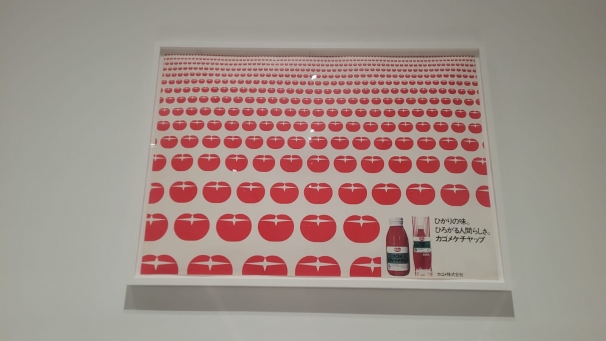 ひかりの味。
ひろがる人間らしさ。
カゴメケチャップ
カゴメ株式会社